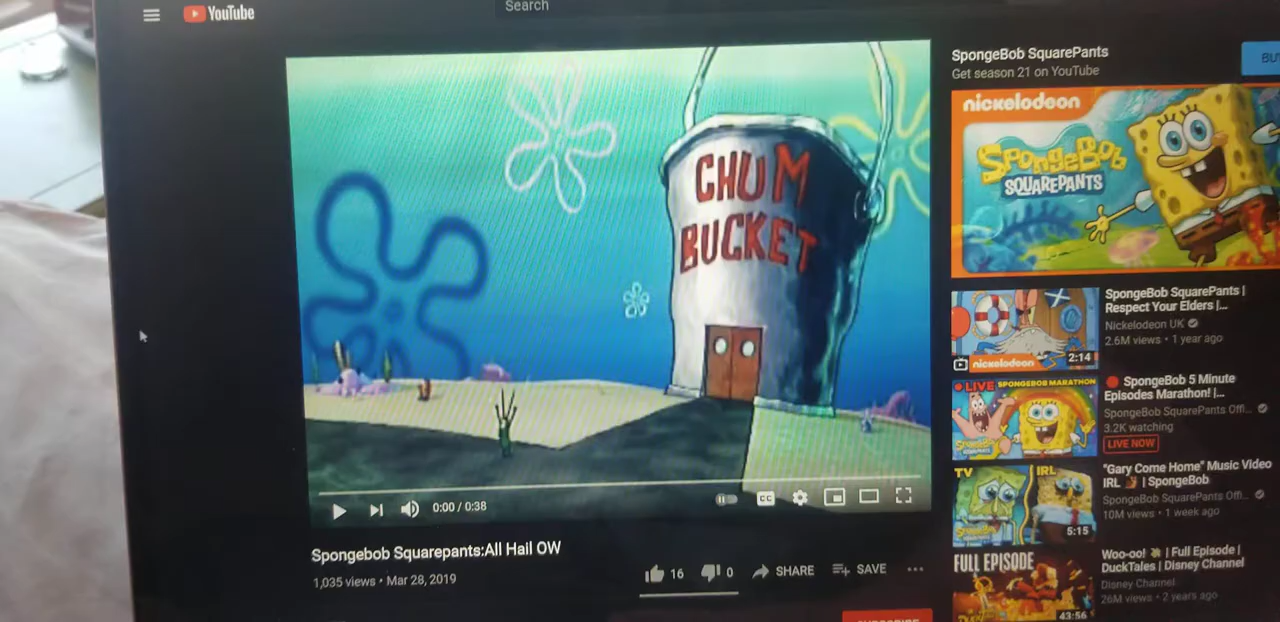 YouTube
Search
CHUM
BUCKET
0:00 / 0:38
CC
Spongebob Squarepants:All Hail OW
1,035 views • Mar 28, 2019
16
0
SHARE
SAVE
SpongeBob SquarePants
Get season 21 on YouTube
BU
nickelodeon
SPONGEBOB
SQUAREPANTS
SpongeBob SquarePants |
Respect Your Elders |...
Nickelodeon UK
2.6M views • 1 year ago
nickelodeon
2:14
LIVE SPONGEBOB MARATHON
SpongeBob 5 Minute
Episodes Marathon! |...
SpongeBob SquarePants Offi...
3.2K watching
LIVE NOW
TV
IRL
5:15
"Gary Come Home" Music Video
IRL | SpongeBob
SpongeBob SquarePants Offi...
10M views • 1 week ago
FULL EPISODE
43:56
Woo-oo! | Full Episode |
DuckTales | Disney Channel
Disney Channel
26M views • 2 years ago
SUBSCRIBE